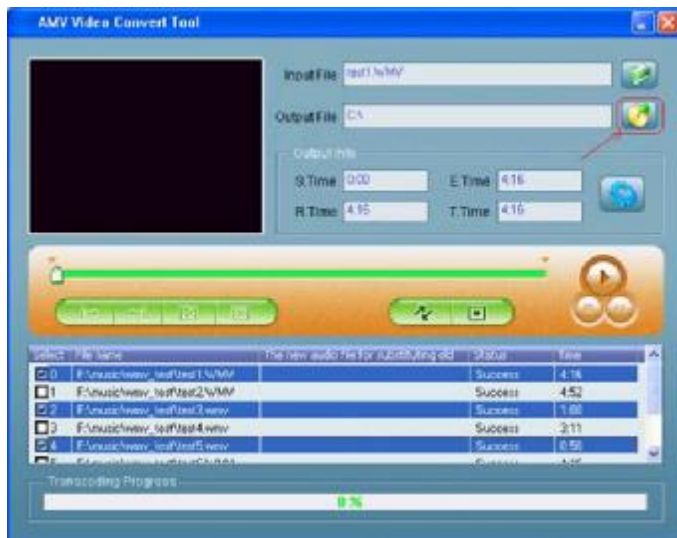 AMV Video Convert Tool
Input File test1.WMV
Output File C:\
Output Info
S.Time 0:00 E.Time 4:16
R.Time 4:16 T.Time 4:16
Select File name The new audio file for substituting old Status Time
0 F:\music\wmv_test\test1.WMV Success 4:16
1 F:\music\wmv_test\test2.WMV Success 4:52
2 F:\music\wmv_test\test3.wmv Success 1:00
3 F:\music\wmv_test\test4.wmv Success 3:11
4 F:\music\wmv_test\test5.wmv Success 0:50
Transcoding Progress
0 %